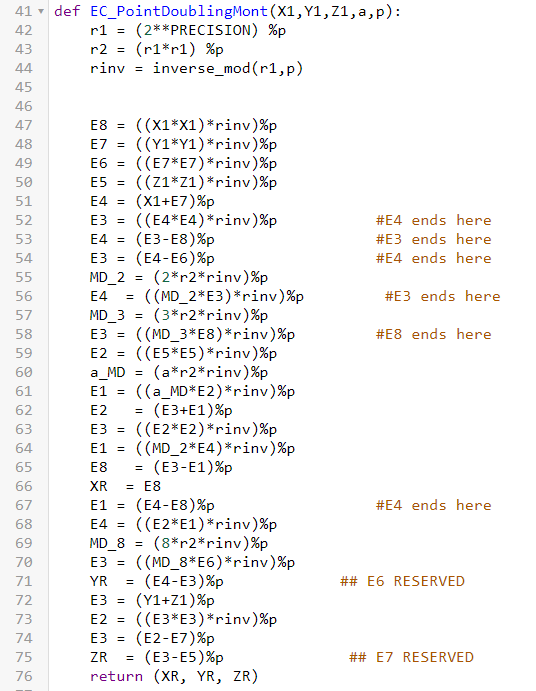 41 def EC_PointDoublingMont(X1,Y1,Z1,a,p):
42 r1 = (2**PRECISION) %p
43 r2 = (r1*r1) %p
44 rinv = inverse_mod(r1,p)
45
46
47 E8 = ((X1*X1)*rinv)%p
48 E7 = ((Y1*Y1)*rinv)%p
49 E6 = ((E7*E7)*rinv)%p
50 E5 = ((Z1*Z1)*rinv)%p
51 E4 = (X1+E7)%p
52 E3 = ((E4*E4)*rinv)%p #E4 ends here
53 E4 = (E3-E8)%p #E3 ends here
54 E3 = (E4-E6)%p #E4 ends here
55 MD_2 = (2*r2*rinv)%p
56 E4 = ((MD_2*E3)*rinv)%p #E3 ends here
57 MD_3 = (3*r2*rinv)%p
58 E3 = ((MD_3*E8)*rinv)%p #E8 ends here
59 E2 = ((E5*E5)*rinv)%p
60 a_MD = (a*r2*rinv)%p
61 E1 = ((a_MD*E2)*rinv)%p
62 E2 = (E3+E1)%p
63 E3 = ((E2*E2)*rinv)%p
64 E1 = ((MD_2*E4)*rinv)%p
65 E8 = (E3-E1)%p
66 XR = E8
67 E1 = (E4-E8)%p #E4 ends here
68 E4 = ((E2*E1)*rinv)%p
69 MD_8 = (8*r2*rinv)%p
70 E3 = ((MD_8*E6)*rinv)%p
71 YR = (E4-E3)%p ## E6 RESERVED
72 E3 = (Y1+Z1)%p
73 E2 = ((E3*E3)*rinv)%p
74 E3 = (E2-E7)%p
75 ZR = (E3-E5)%p ## E7 RESERVED
76 return (XR, YR, ZR)